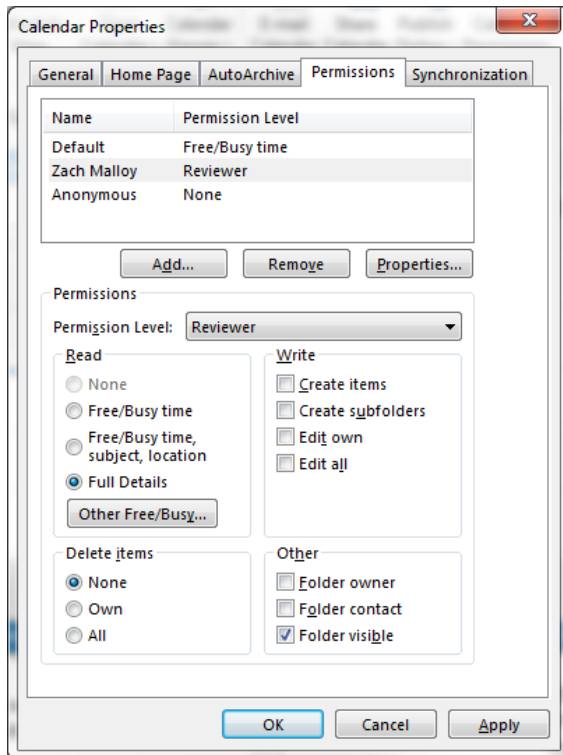 Calendar Properties
General Home Page AutoArchive Permissions Synchronization
Name Permission Level
Default Free/Busy time
Zach Malloy Reviewer
Anonymous None
Add... Remove Properties...
Permissions
Permission Level: Reviewer
Read
None
Free/Busy time
Free/Busy time,
subject, location
Full Details
Other Free/Busy...
Write
Create items
Create subfolders
Edit own
Edit all
Delete items
None
Own
All
Other
Folder owner
Folder contact
Folder visible
OK Cancel Apply